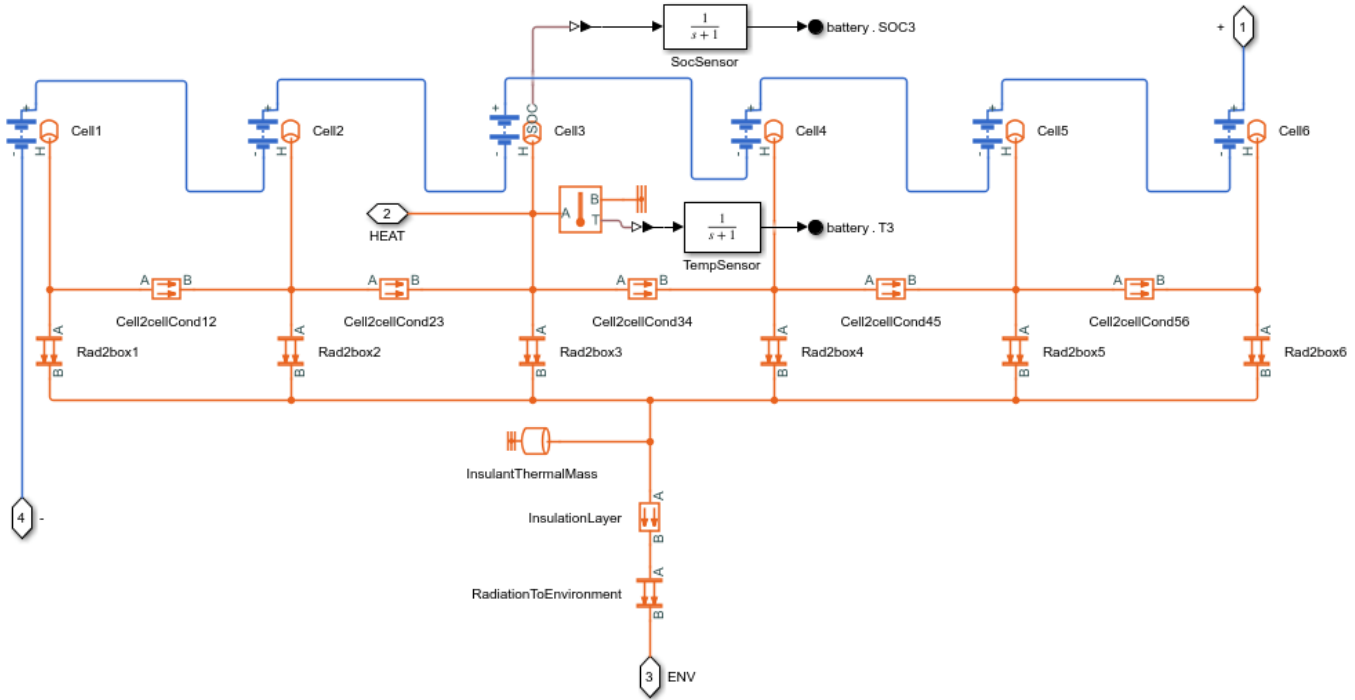 1
s + 1
battery . SOC3
SocSensor
+
1
+
-
H
Cell1
+
-
H
Cell2
+
-
SOC
H
Cell3
+
-
H
Cell4
+
-
H
Cell5
+
-
H
Cell6
2
HEAT
A
B
T
1
s + 1
battery . T3
TempSensor
A
B
Cell2cellCond12
A
B
Cell2cellCond23
A
B
Cell2cellCond34
A
B
Cell2cellCond45
A
B
Cell2cellCond56
A
B
Rad2box1
A
B
Rad2box2
A
B
Rad2box3
A
B
Rad2box4
A
B
Rad2box5
A
B
Rad2box6
InsulantThermalMass
A
InsulationLayer
B
A
RadiationToEnvironment
B
4
-
3
ENV